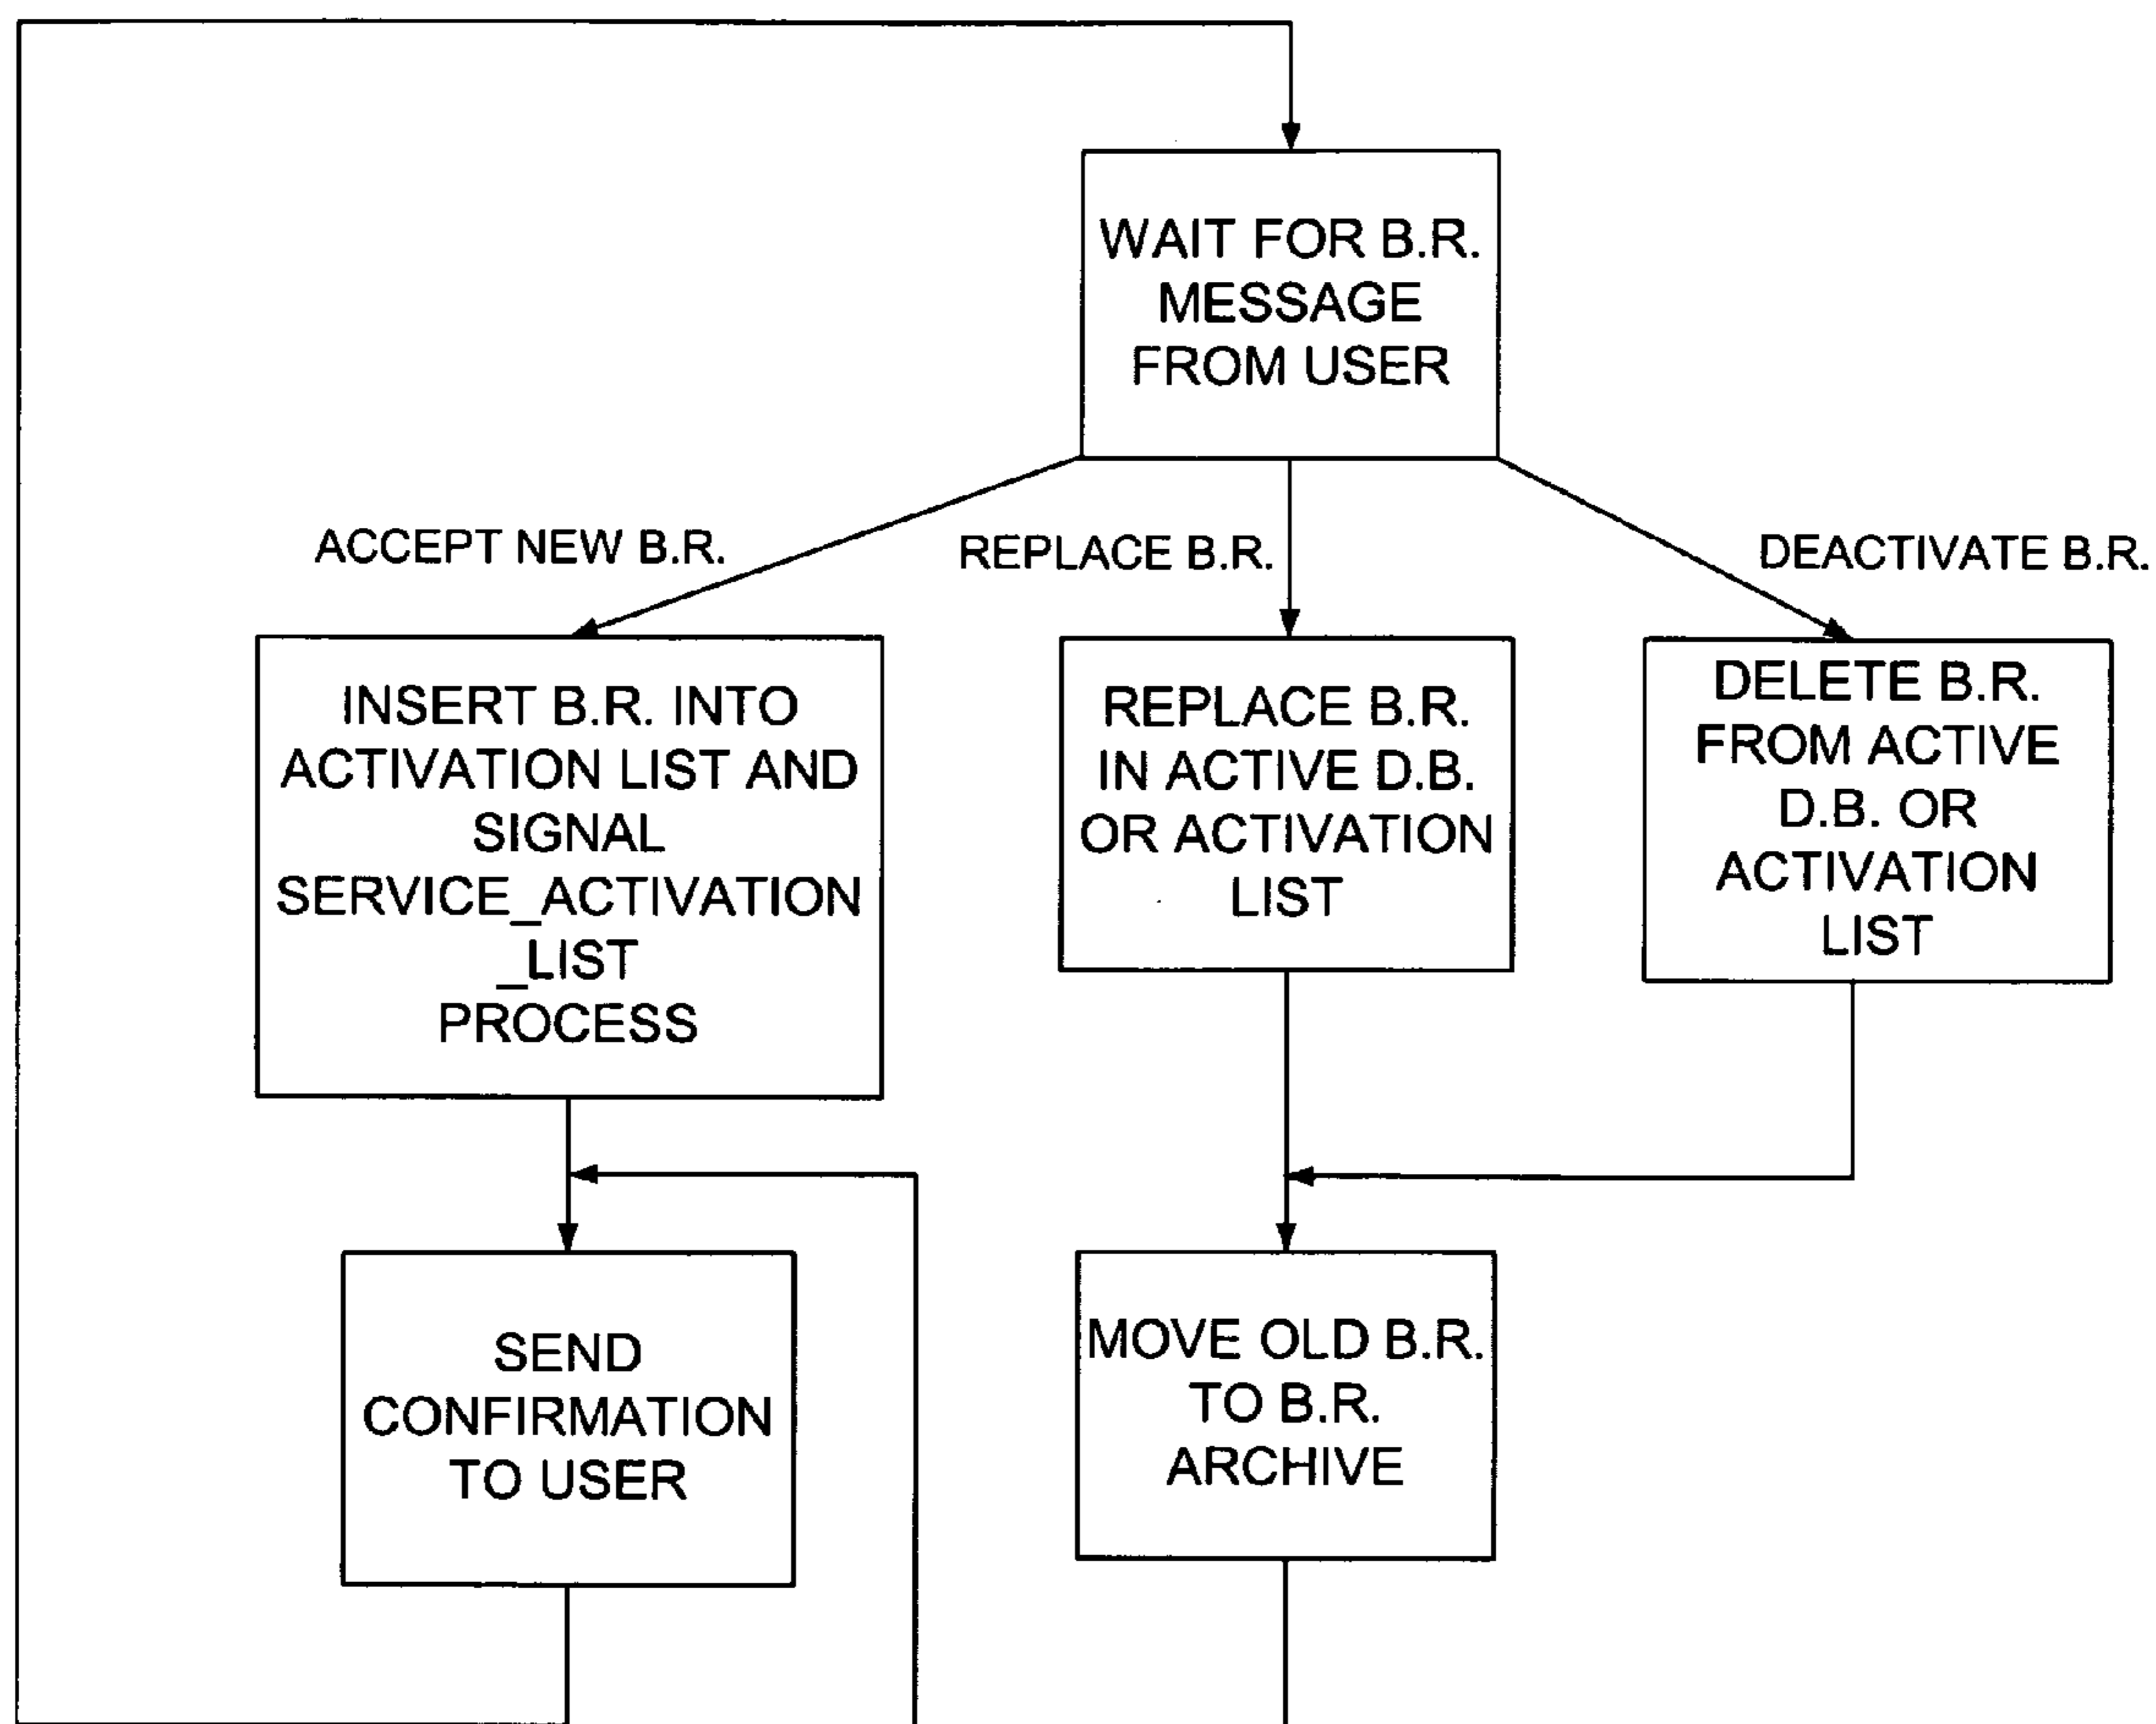 WAIT FOR B.R.
MESSAGE
FROM USER
ACCEPT NEW B.R.
REPLACE B.R.
DEACTIVATE B.R.
INSERT B.R. INTO
ACTIVATION LIST AND
SIGNAL
SERVICE_ACTIVATION
_LIST
PROCESS
REPLACE B.R.
IN ACTIVE D.B.
OR ACTIVATION
LIST
DELETE B.R.
FROM ACTIVE
D.B. OR
ACTIVATION
LIST
SEND
CONFIRMATION
TO USER
MOVE OLD B.R.
TO B.R.
ARCHIVE